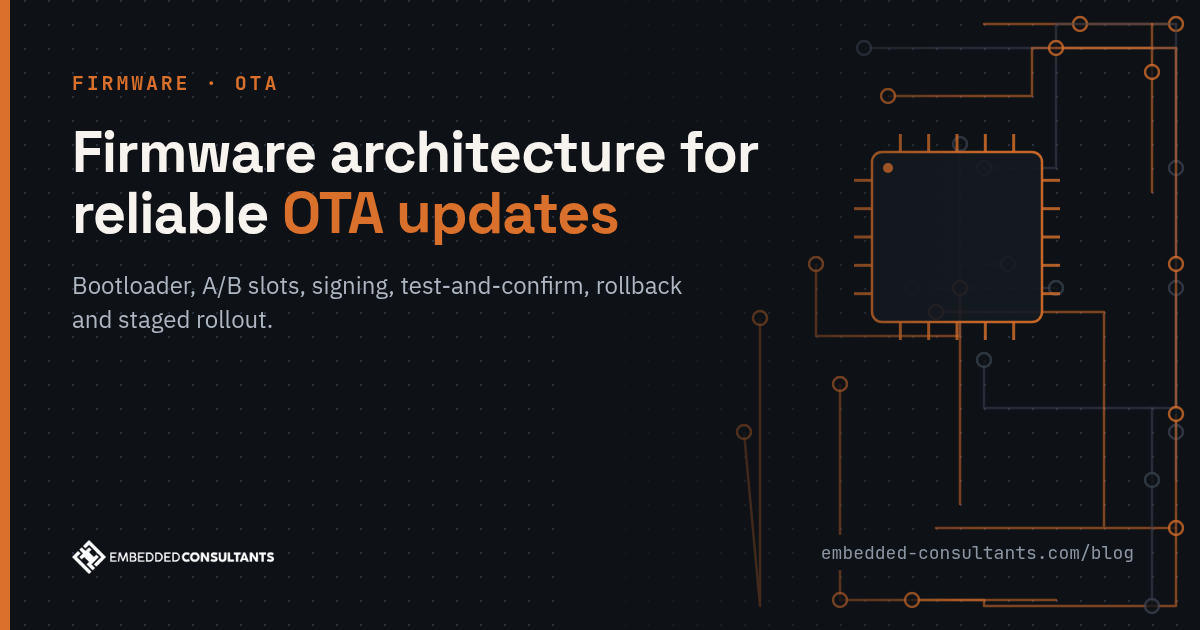 FIRMWARE · OTA
Firmware architecture for
reliable OTA updates
Bootloader, A/B slots, signing, test-and-confirm, rollback
and staged rollout.
EMBEDDEDCONSULTANTS
embedded-consultants.com/blog